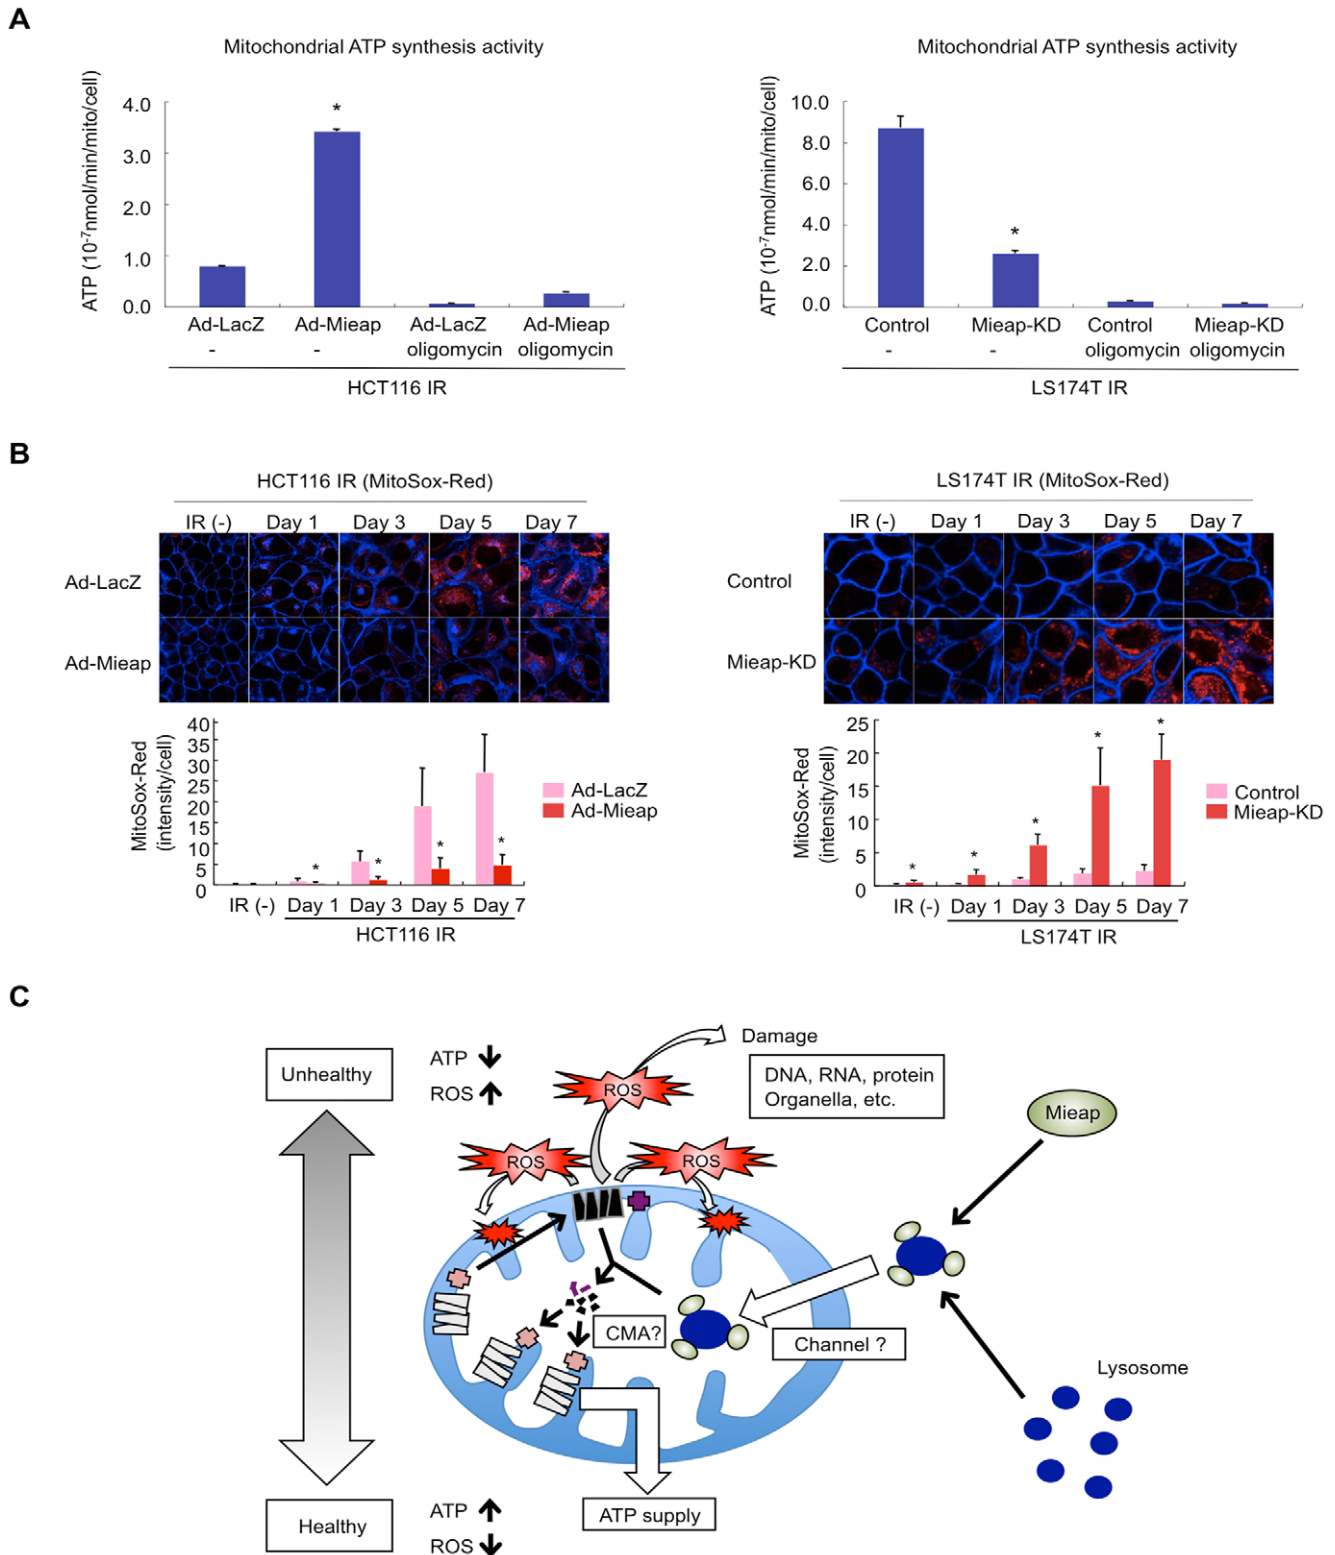 A
Mitochondrial ATP synthesis activity
ATP (10-7nmol/min/mito/cell)
4.0
3.0
2.0
1.0
0.0
*
Ad-LacZ Ad-Mieap Ad-LacZ Ad-Mieap
- - oligomycin oligomycin
HCT116 IR
Mitochondrial ATP synthesis activity
ATP (10-7nmol/min/mito/cell)
10.0
8.0
6.0
4.0
2.0
0.0
*
Control Mieap-KD Control Mieap-KD
- - oligomycin oligomycin
LS174T IR
B
HCT116 IR (MitoSox-Red)
IR (-) Day 1 Day 3 Day 5 Day 7
Ad-LacZ
Ad-Mieap
MitoSox-Red
(intensity/cell)
40
35
30
25
20
15
10
5
0
* * * *
Ad-LacZ
Ad-Mieap
IR (-) Day 1 Day 3 Day 5 Day 7
HCT116 IR
LS174T IR (MitoSox-Red)
IR (-) Day 1 Day 3 Day 5 Day 7
Control
Mieap-KD
MitoSox-Red
(intensity/cell)
25
20
15
10
5
0
* * * * *
Control
Mieap-KD
IR (-) Day 1 Day 3 Day 5 Day 7
LS174T IR
C
Unhealthy
ATP
ROS
ROS
Damage
DNA, RNA, protein
Organella, etc.
Mieap
ROS
ROS
CMA?
Channel ?
Lysosome
Healthy
ATP
ROS
ATP supply